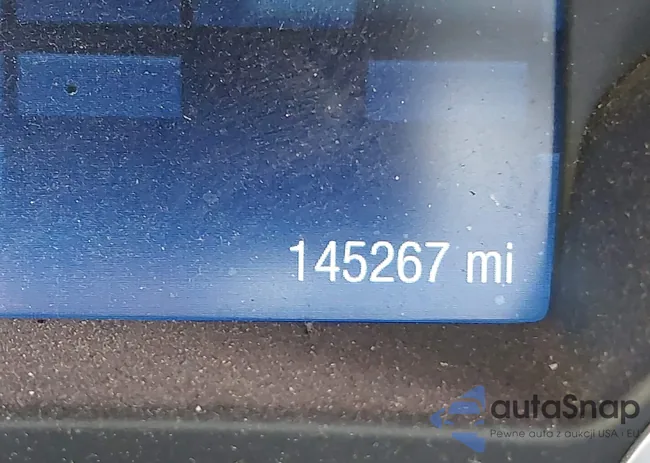 145267 mi
autaSnap
Pewne auta z aukcji USA i EU